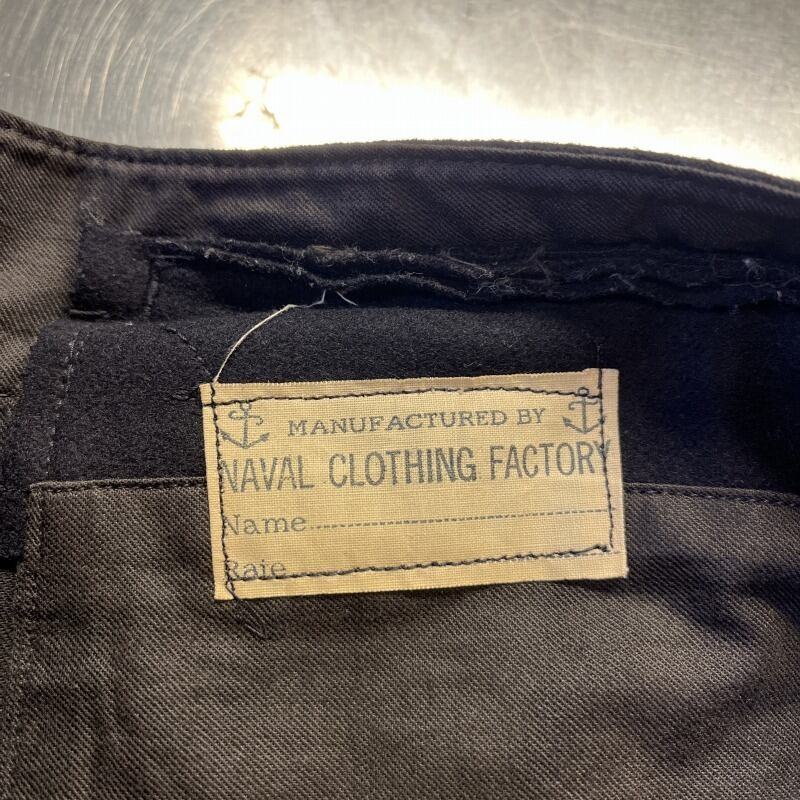 MANUFACTURED BY
NAVAL CLOTHING FACTORY
Name
Rate